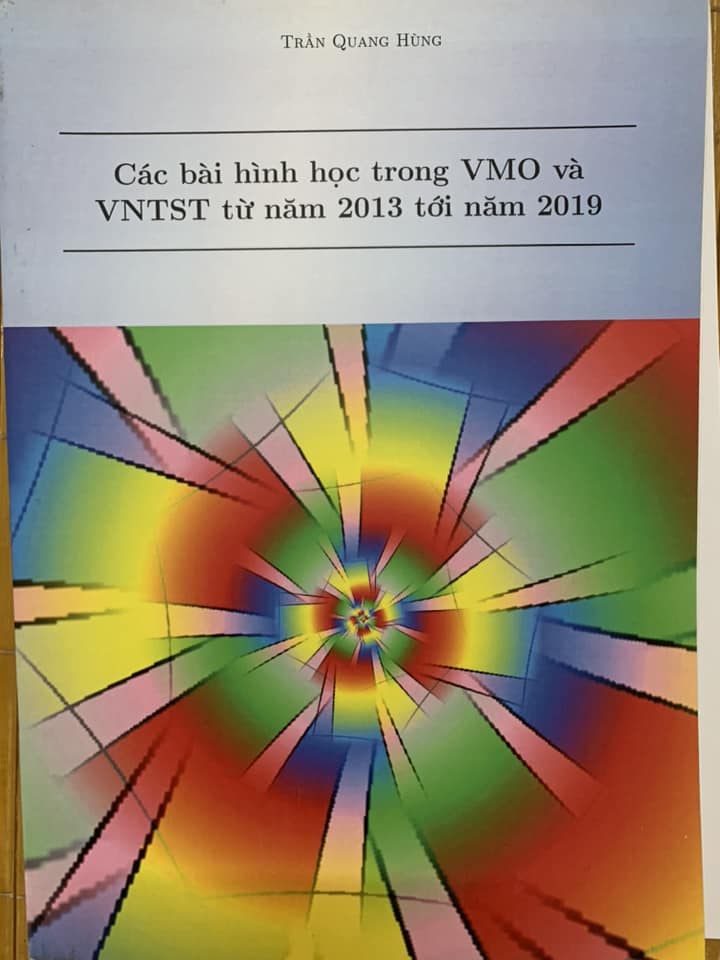 Trần Quang Hùng
Các bài hình học trong VMO và
VNTST từ năm 2013 tới năm 2019